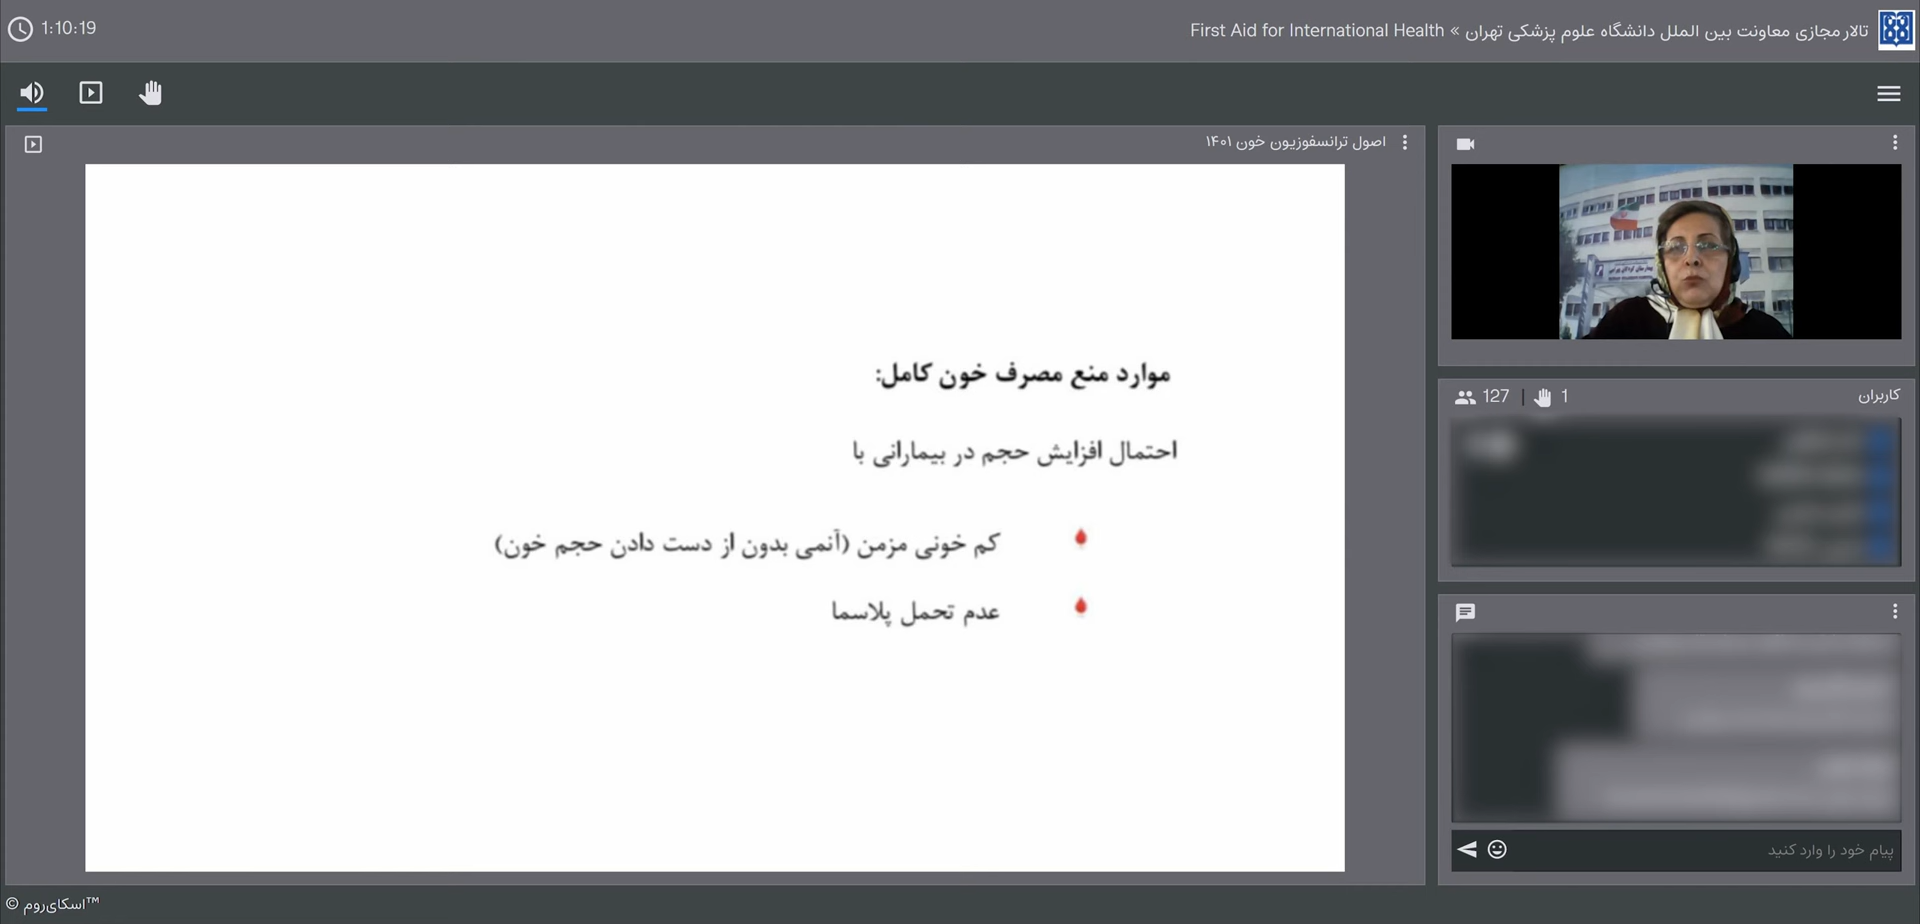 1:10:19
تالار مجازی معاونت بین الملل دانشگاه علوم پزشکی تهران » First Aid for International Health
اصول ترانسفوزیون خون ۱۴۰۱
موارد منع مصرف خون کامل:
احتمال افزایش حجم در بیمارانی با
کم خونی مزمن (آنمی بدون از دست دادن حجم خون)
عدم تحمل پلاسما
کاربران
127 | 1
پیام خود را وارد کنید
اسکای‌روم™ ©